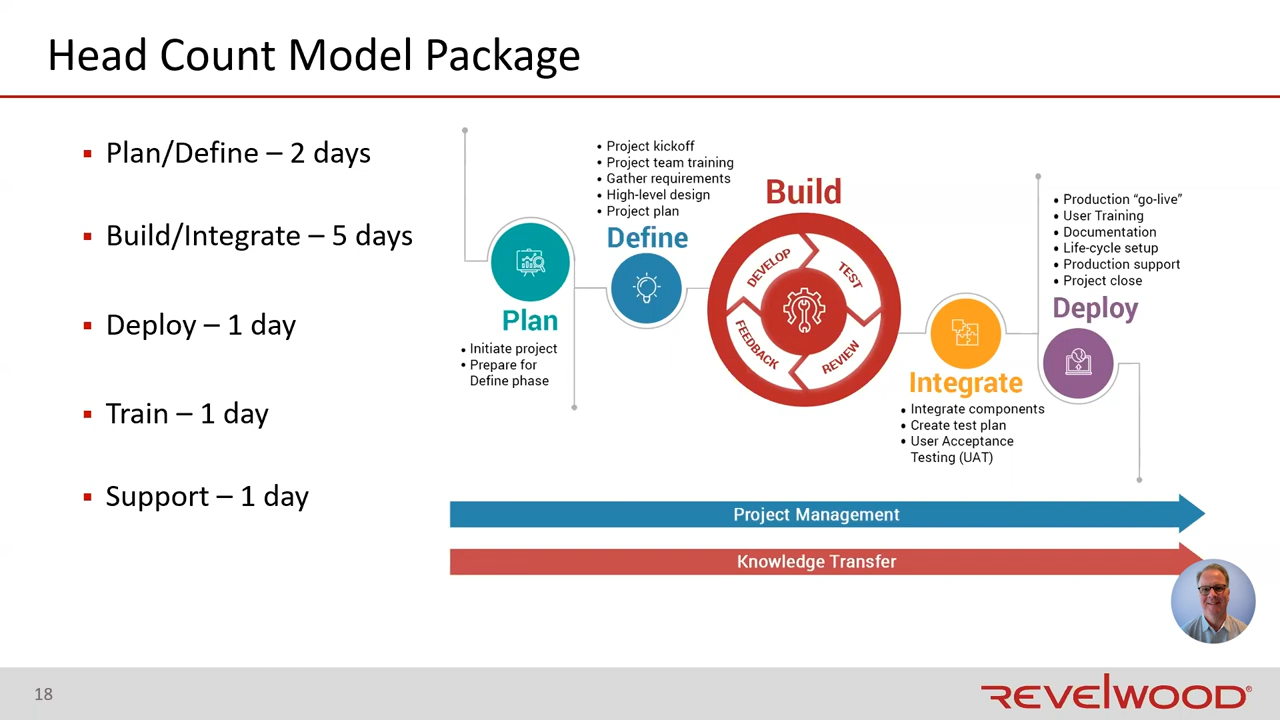 Head Count Model Package
▪ Plan/Define – 2 days
▪ Build/Integrate – 5 days
▪ Deploy – 1 day
▪ Train – 1 day
▪ Support – 1 day
Plan
• Initiate project
• Prepare for
Define phase
• Project kickoff
• Project team training
• Gather requirements
• High-level design
• Project plan
Define
Build
DEVELOP
TEST
REVIEW
FEEDBACK
Integrate
• Integrate components
• Create test plan
• User Acceptance
Testing (UAT)
• Production “go-live”
• User Training
• Documentation
• Life-cycle setup
• Production support
• Project close
Deploy
Project Management
Knowledge Transfer
18
REVELWOOD®